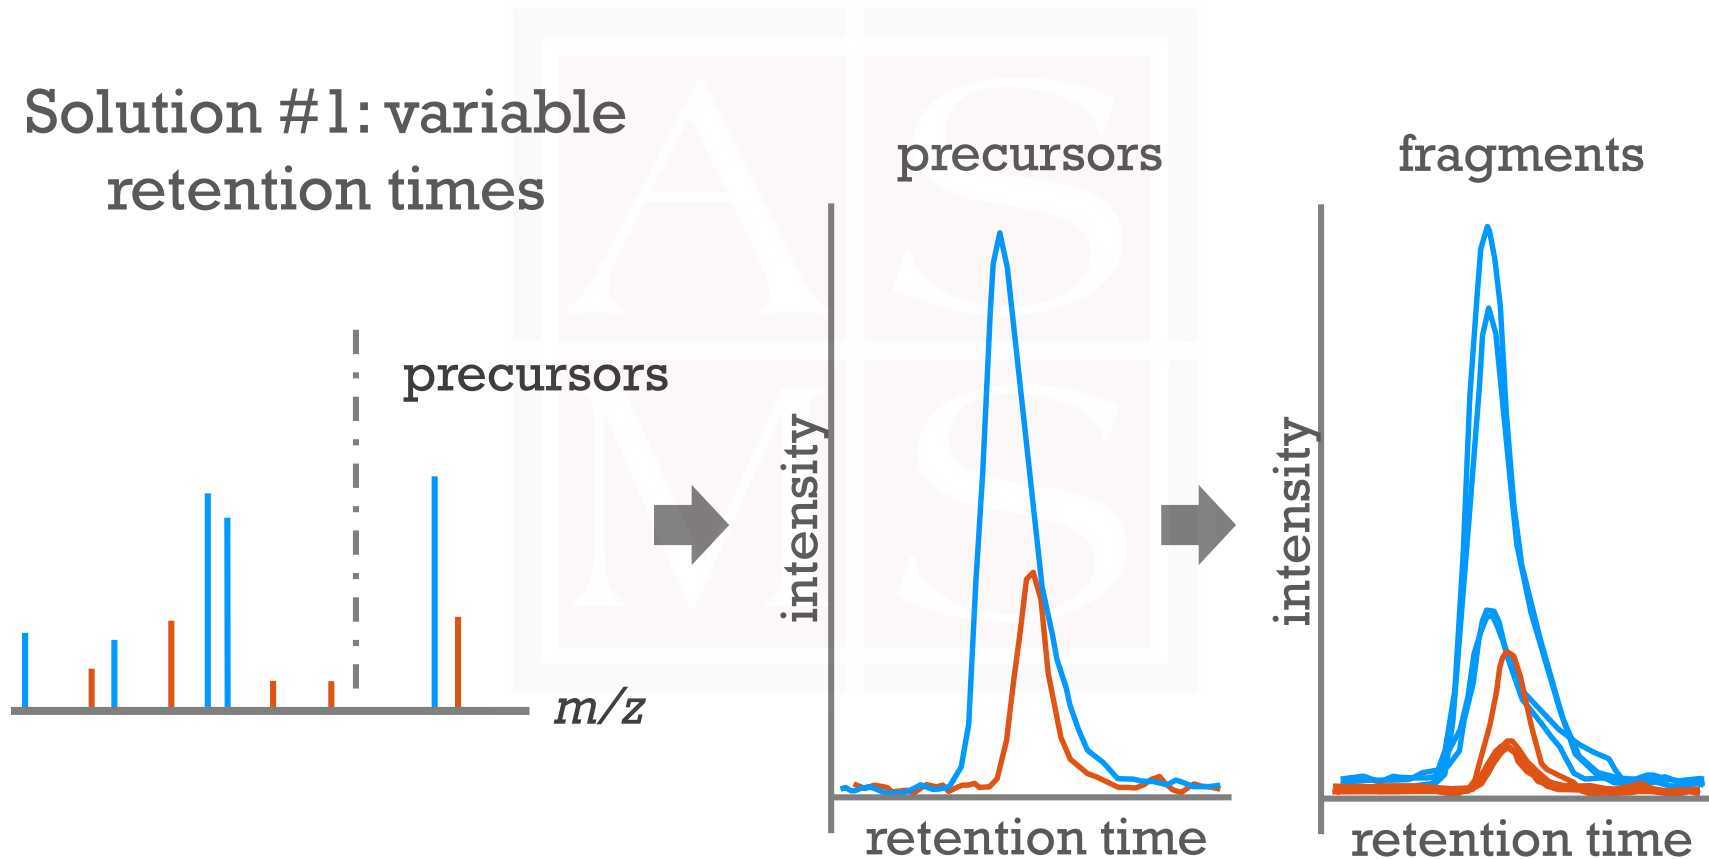 Solution #1: variable
retention times
precursors
m/z
precursors
intensity
retention time
fragments
intensity
retention time
A S
M S